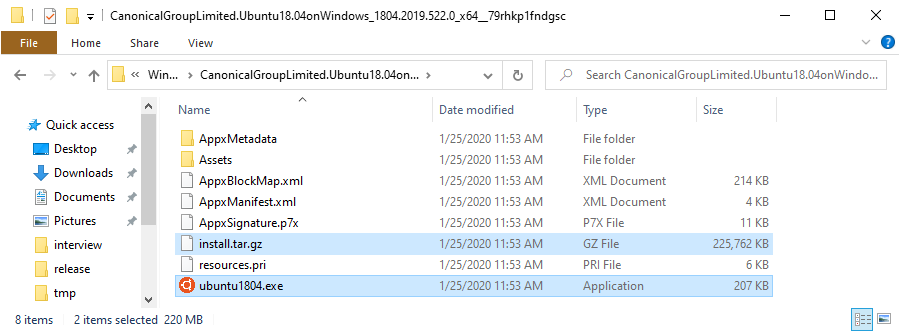 CanonicalGroupLimited.Ubuntu18.04onWindows_1804.2019.522.0_x64__79rhkp1fndgsc
File Home Share View
Win... CanonicalGroupLimited.Ubuntu18.04on... Search CanonicalGroupLimited.Ubuntu18.04onWindo...
Name Date modified Type Size
Quick access
Desktop
Downloads
Documents
Pictures
interview
release
tmp
AppxMetadata 1/25/2020 11:53 AM File folder
Assets 1/25/2020 11:53 AM File folder
AppxBlockMap.xml 1/25/2020 11:53 AM XML Document 214 KB
AppxManifest.xml 1/25/2020 11:53 AM XML Document 4 KB
AppxSignature.p7x 1/25/2020 11:53 AM P7X File 11 KB
install.tar.gz 1/25/2020 11:53 AM GZ File 225,762 KB
resources.pri 1/25/2020 11:53 AM PRI File 6 KB
ubuntu1804.exe 1/25/2020 11:53 AM Application 207 KB
8 items 2 items selected 220 MB